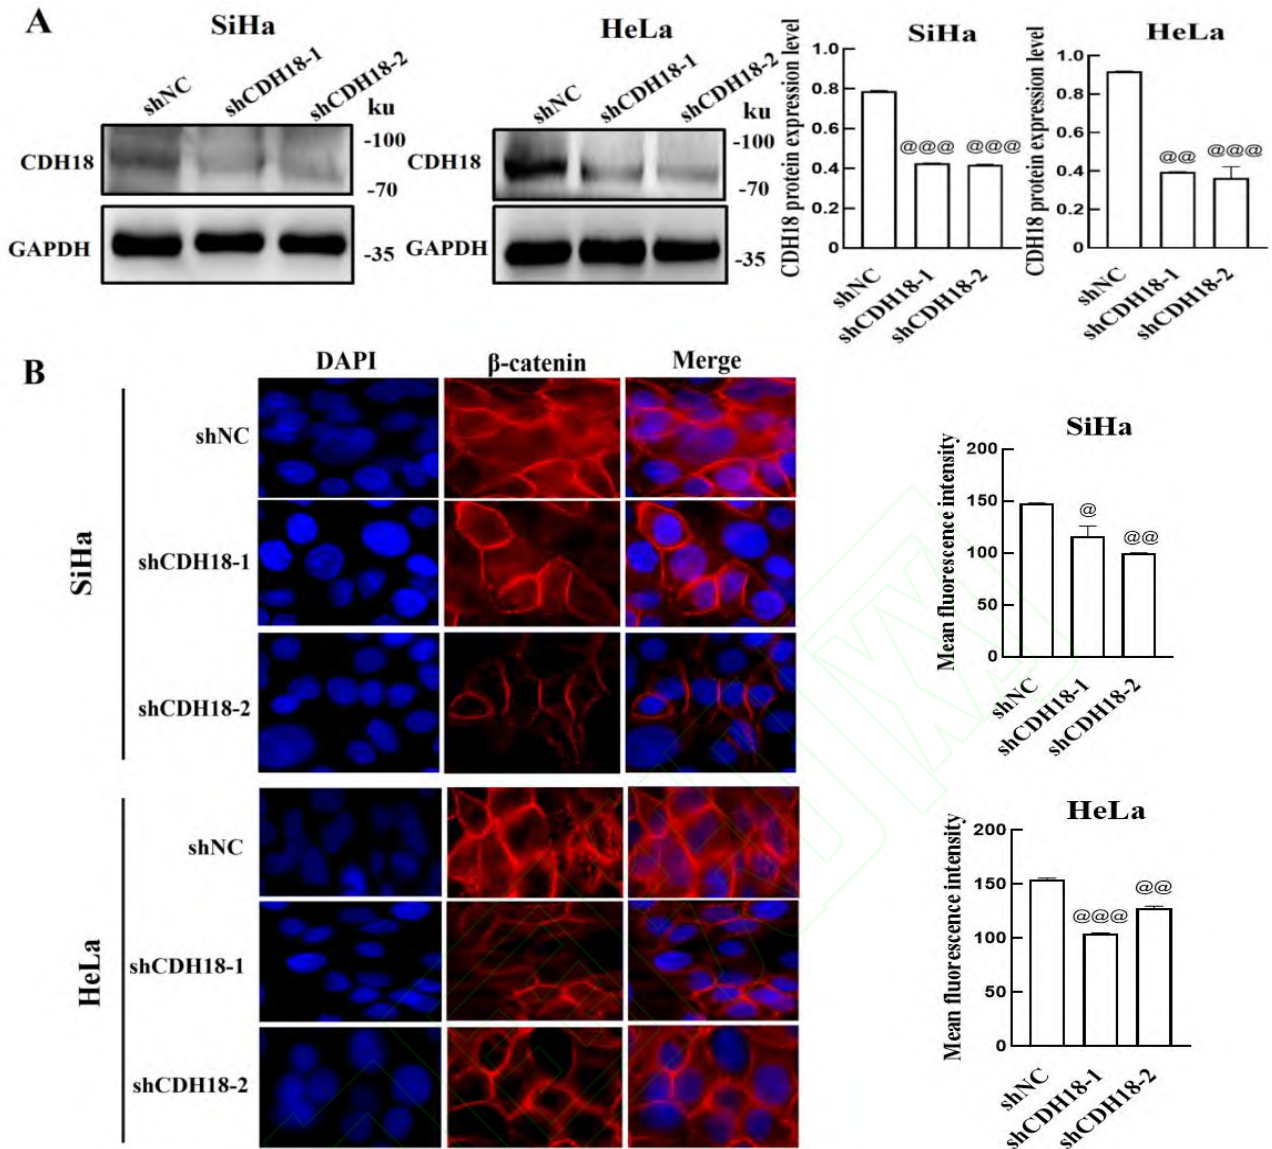 A
SiHa
shNC
shCDH18-1
shCDH18-2
ku
CDH18
-100
-70
GAPDH
-35
HeLa
shNC
shCDH18-1
shCDH18-2
ku
CDH18
-100
-70
GAPDH
-35
SiHa
CDH18 protein expression level
1.0
0.8
0.6
0.4
0.2
0
@@@
@@@
shNC
shCDH18-1
shCDH18-2
HeLa
CDH18 protein expression level
1.0
0.8
0.6
0.4
0.2
0
@@
@@@
shNC
shCDH18-1
shCDH18-2
B
DAPI
β-catenin
Merge
SiHa
shNC
shCDH18-1
shCDH18-2
HeLa
shNC
shCDH18-1
shCDH18-2
SiHa
Mean fluorescence intensity
200
150
100
50
0
@
@@
shNC
shCDH18-1
shCDH18-2
HeLa
Mean fluorescence intensity
200
150
100
50
0
@@@
@@
shNC
shCDH18-1
shCDH18-2